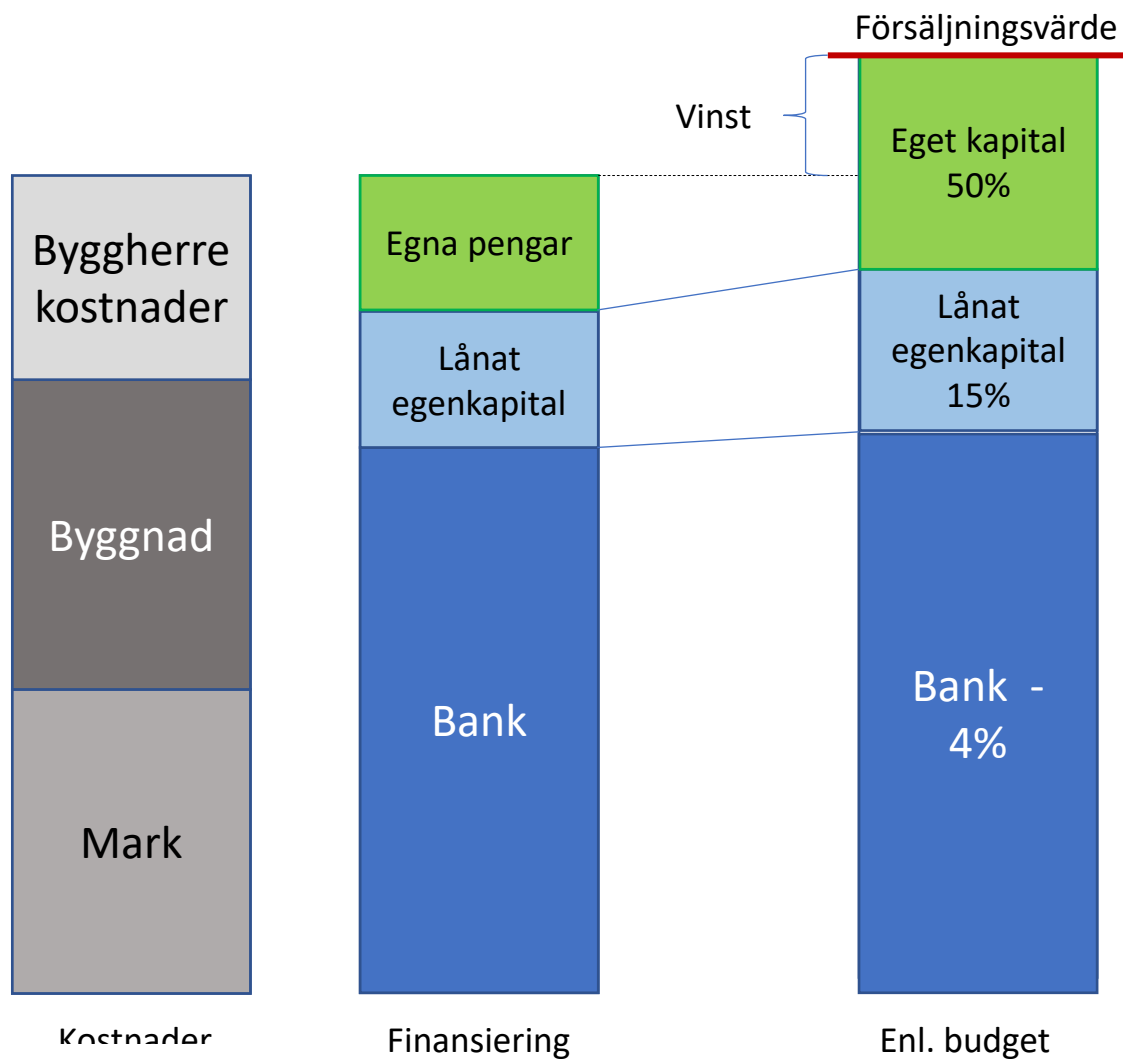 Försäljningsvärde
Vinst
Eget kapital
50%
Byggherre
kostnader
Egna pengar
Lånat
egenkapital
15%
Lånat
egenkapital
Byggnad
Bank -
4%
Bank
Mark
Kostnader
Finansiering
Enl. budget